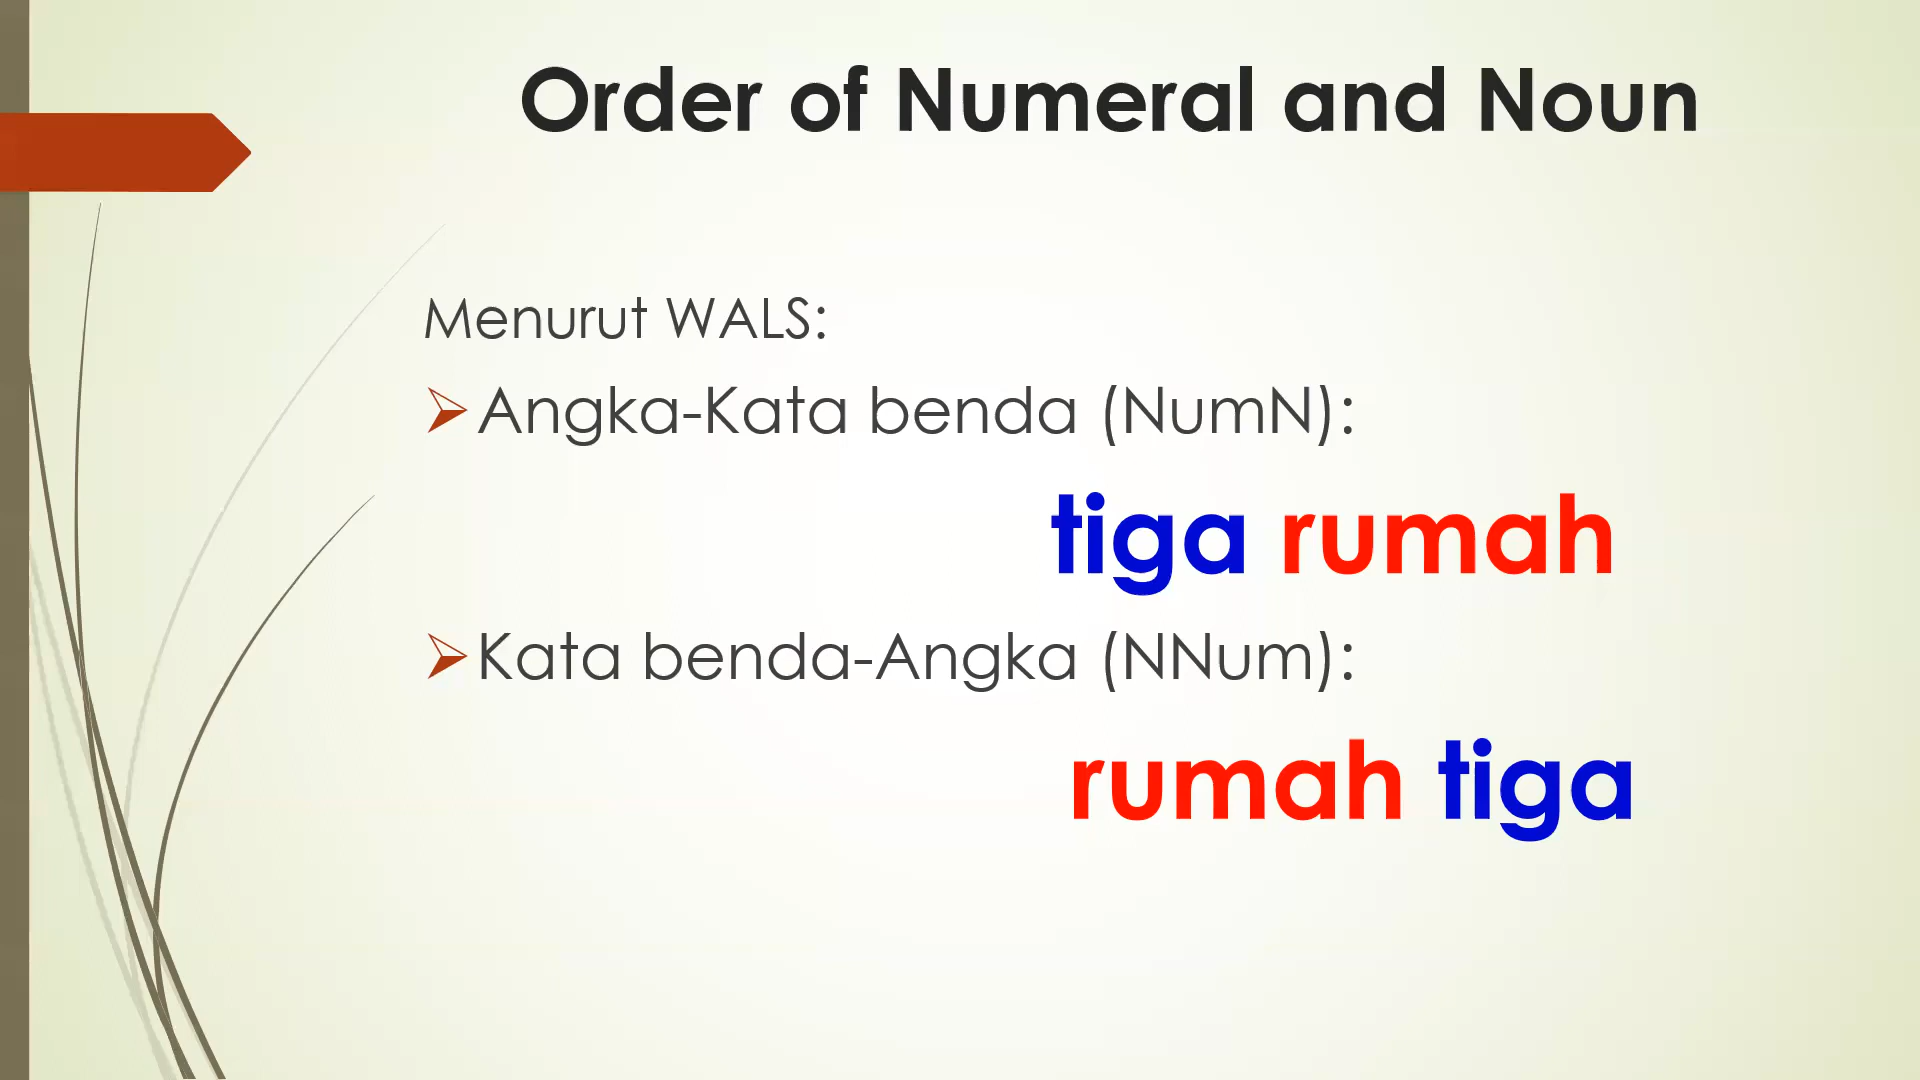 Order of Numeral and Noun
Menurut WALS:
Angka-Kata benda (NumN):
tiga rumah
Kata benda-Angka (NNum):
rumah tiga